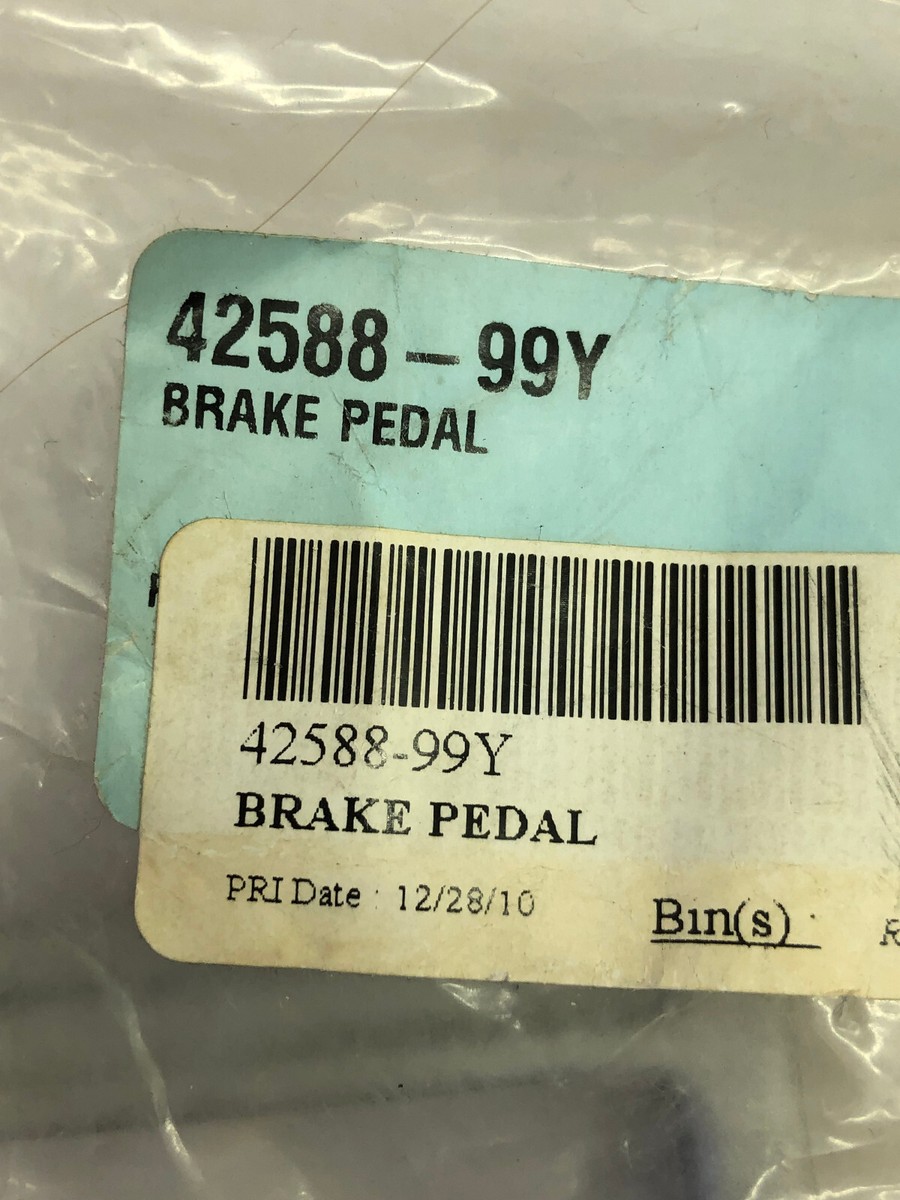 42588 - 99Y
BRAKE PEDAL
42588-99Y
BRAKE PEDAL
PRI Date : 12/28/10
Bin(s) :